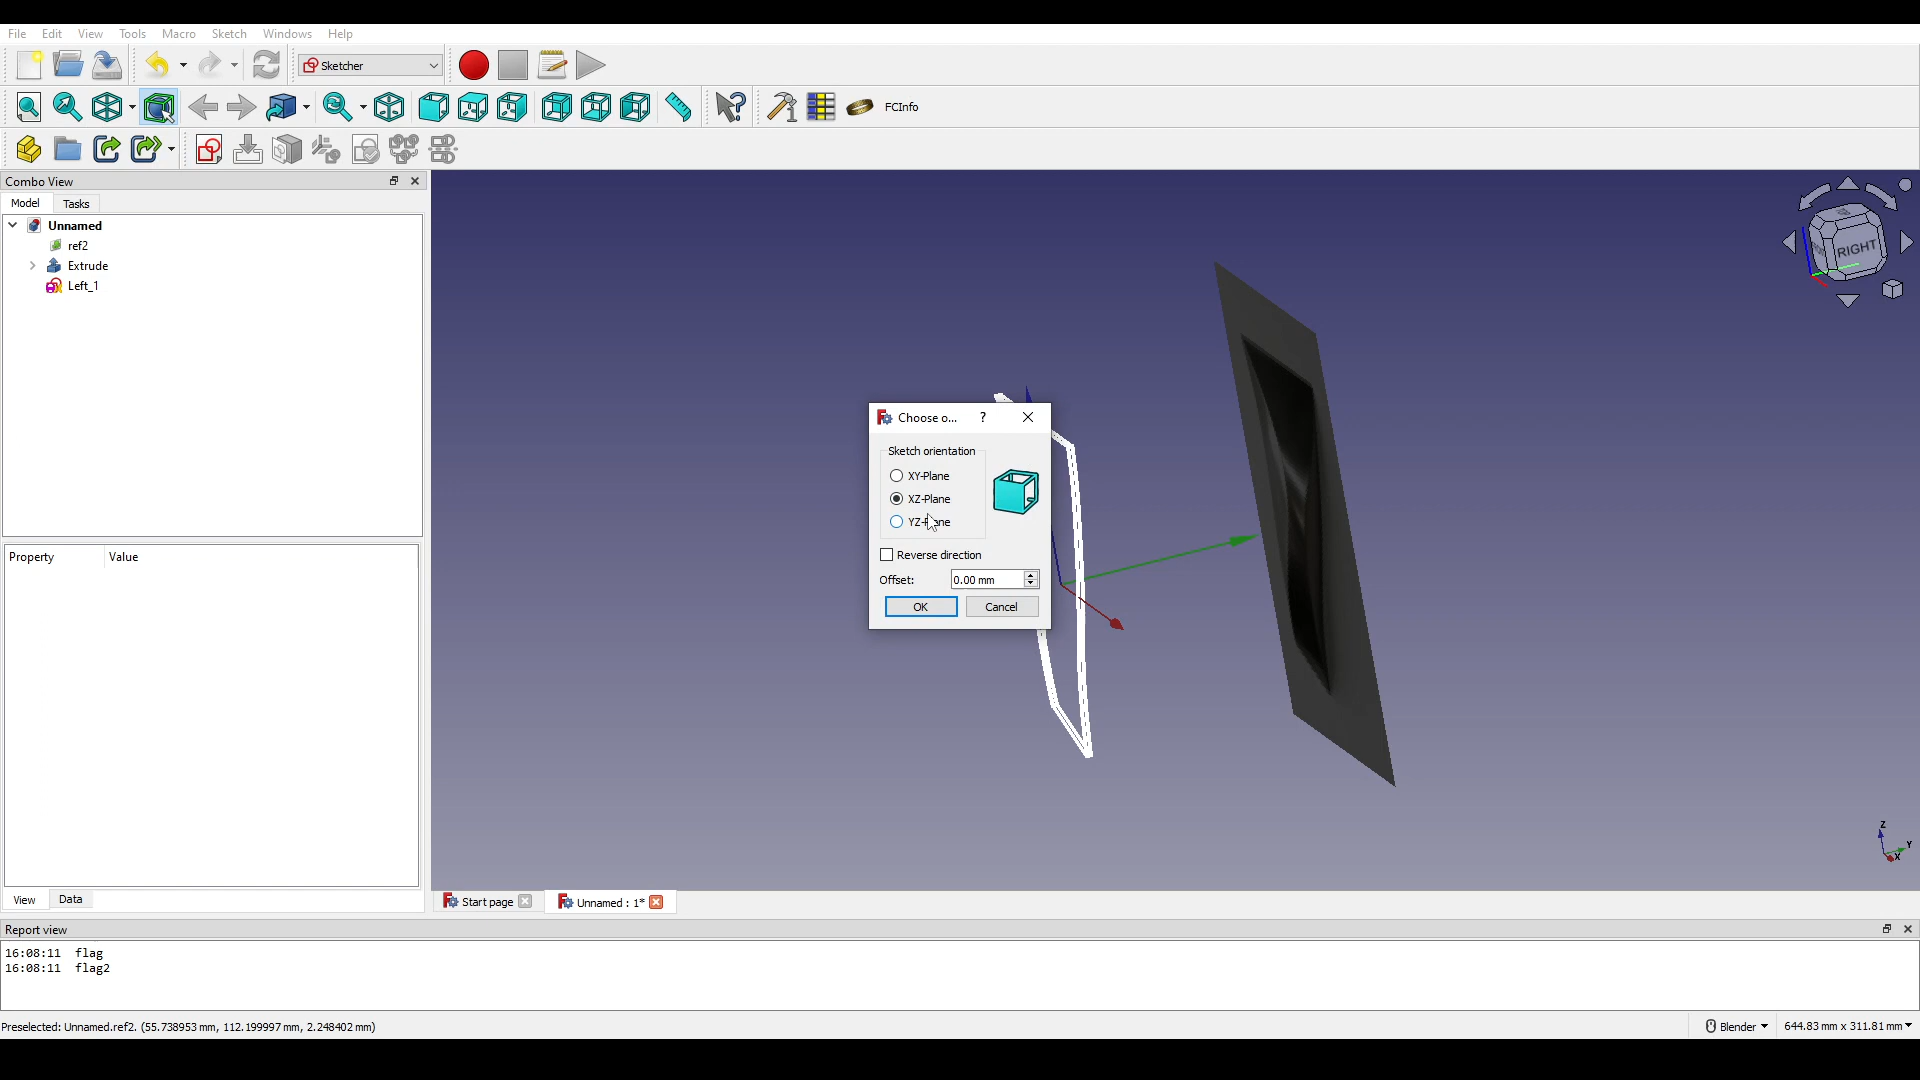 File Edit View Tools Macro Sketch Windows Help
Sketcher
FCInfo
Combo View
Model Tasks
Unnamed
ref2
Extrude
Left_1
Property Value
View Data
RIGHT
Choose o... ?
Sketch orientation
XY-Plane
XZ-Plane
Reverse direction
Offset: 0.00 mm
OK Cancel
Z
Y
X
Start page Unnamed : 1*
Report view
16:08:11 flag
16:08:11 flag2
Preselected: Unnamed.ref2. (55.738953 mm, 112.199997 mm, 2.248402 mm)
Blender 644.83 mm x 311.81 mm